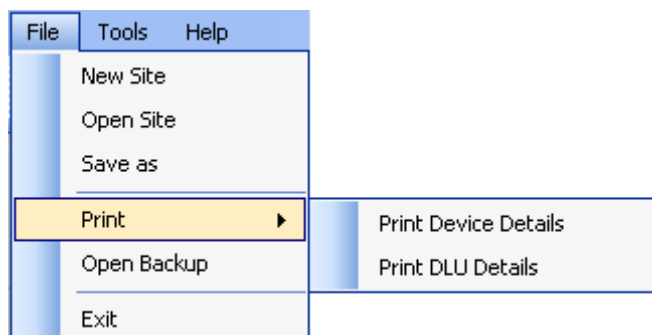 File Tools Help
New Site
Open Site
Save as
Print Print Device Details
Open Backup Print DLU Details
Exit